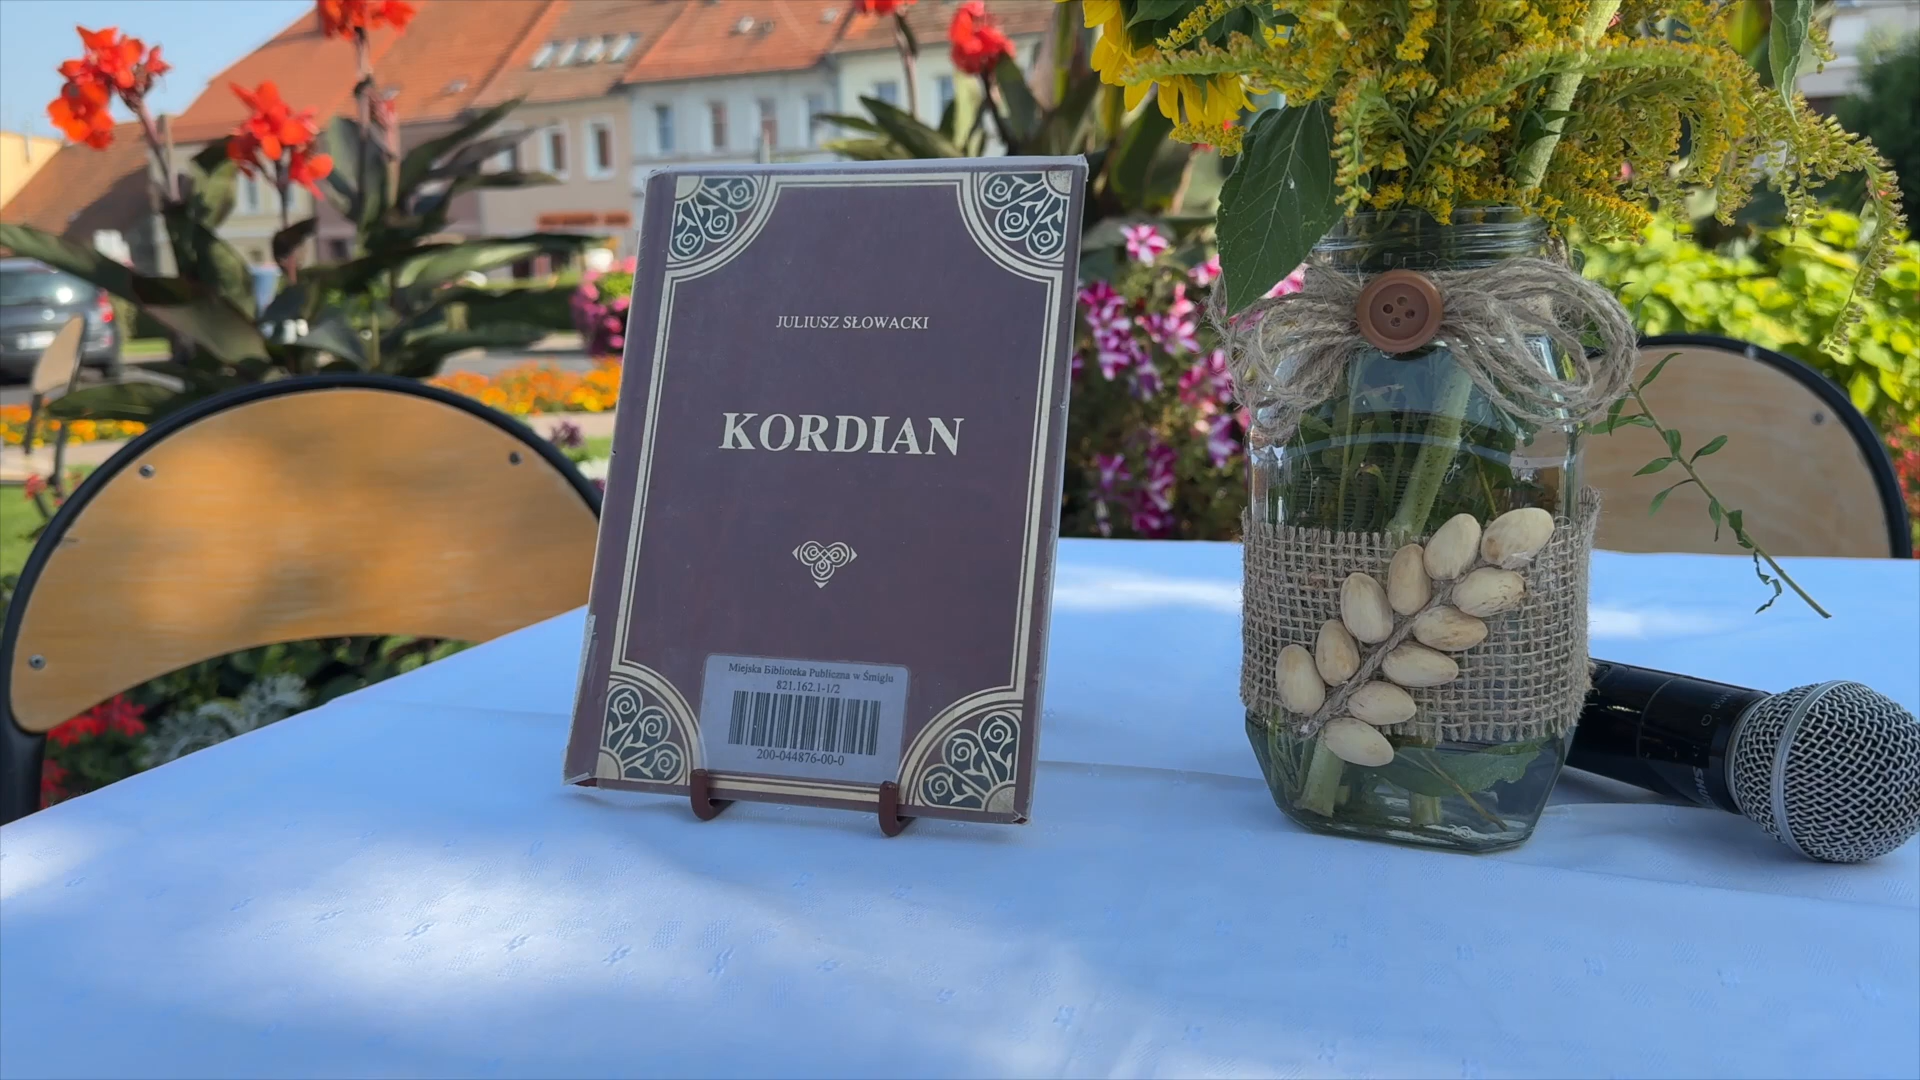 JULIUSZ SŁOWACKI
KORDIAN
Miejska Biblioteka Publiczna w Śmiglu
821.162.1-1/2
200-044876-00-0